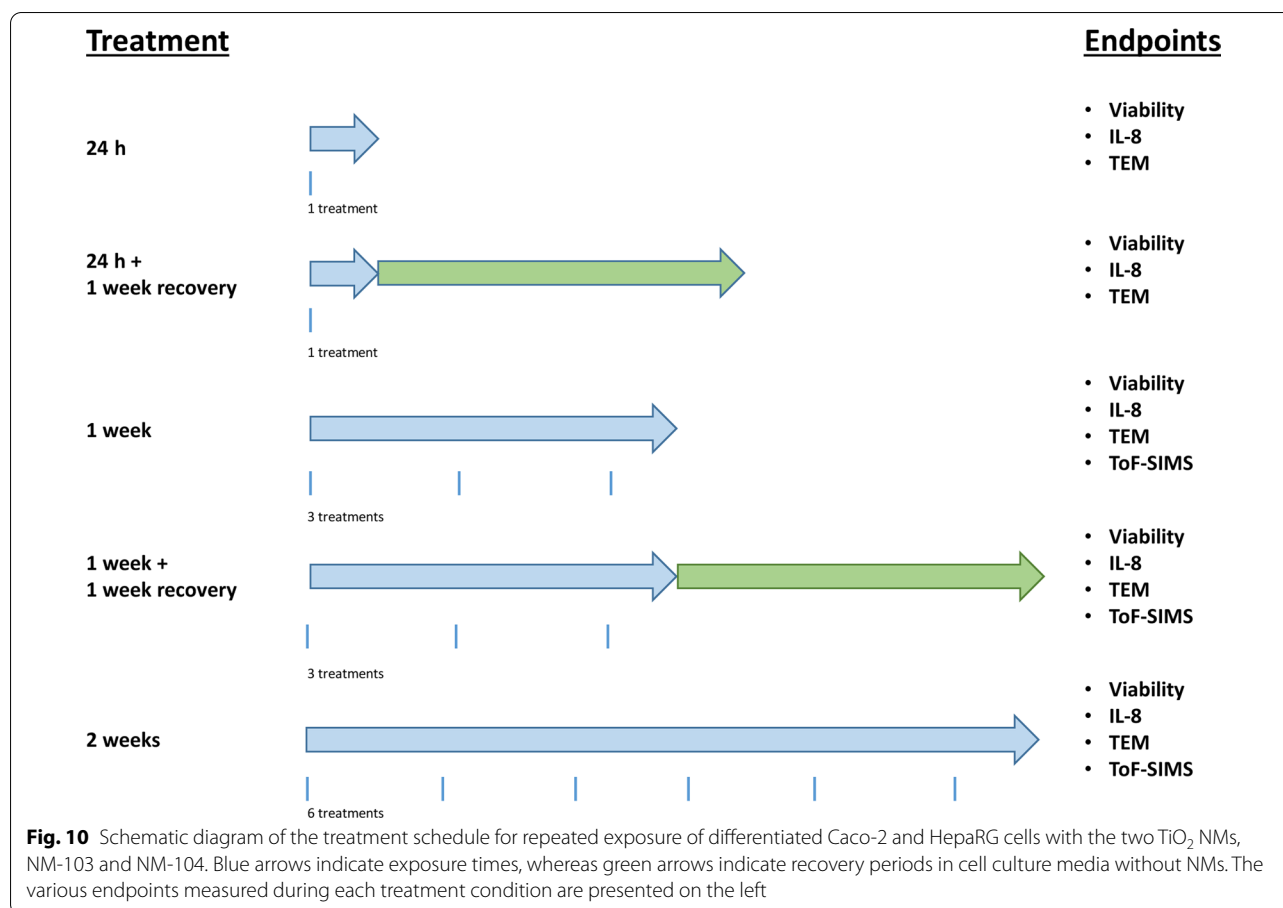 Treatment
Endpoints
24 h
1 treatment
• Viability
• IL-8
• TEM
24 h +
1 week recovery
1 treatment
• Viability
• IL-8
• TEM
1 week
3 treatments
• Viability
• IL-8
• TEM
• ToF-SIMS
1 week +
1 week recovery
3 treatments
• Viability
• IL-8
• TEM
• ToF-SIMS
2 weeks
6 treatments
• Viability
• IL-8
• TEM
• ToF-SIMS
Fig. 10 Schematic diagram of the treatment schedule for repeated exposure of differentiated Caco-2 and HepaRG cells with the two TiO₂ NMs,
NM-103 and NM-104. Blue arrows indicate exposure times, whereas green arrows indicate recovery periods in cell culture media without NMs. The
various endpoints measured during each treatment condition are presented on the left